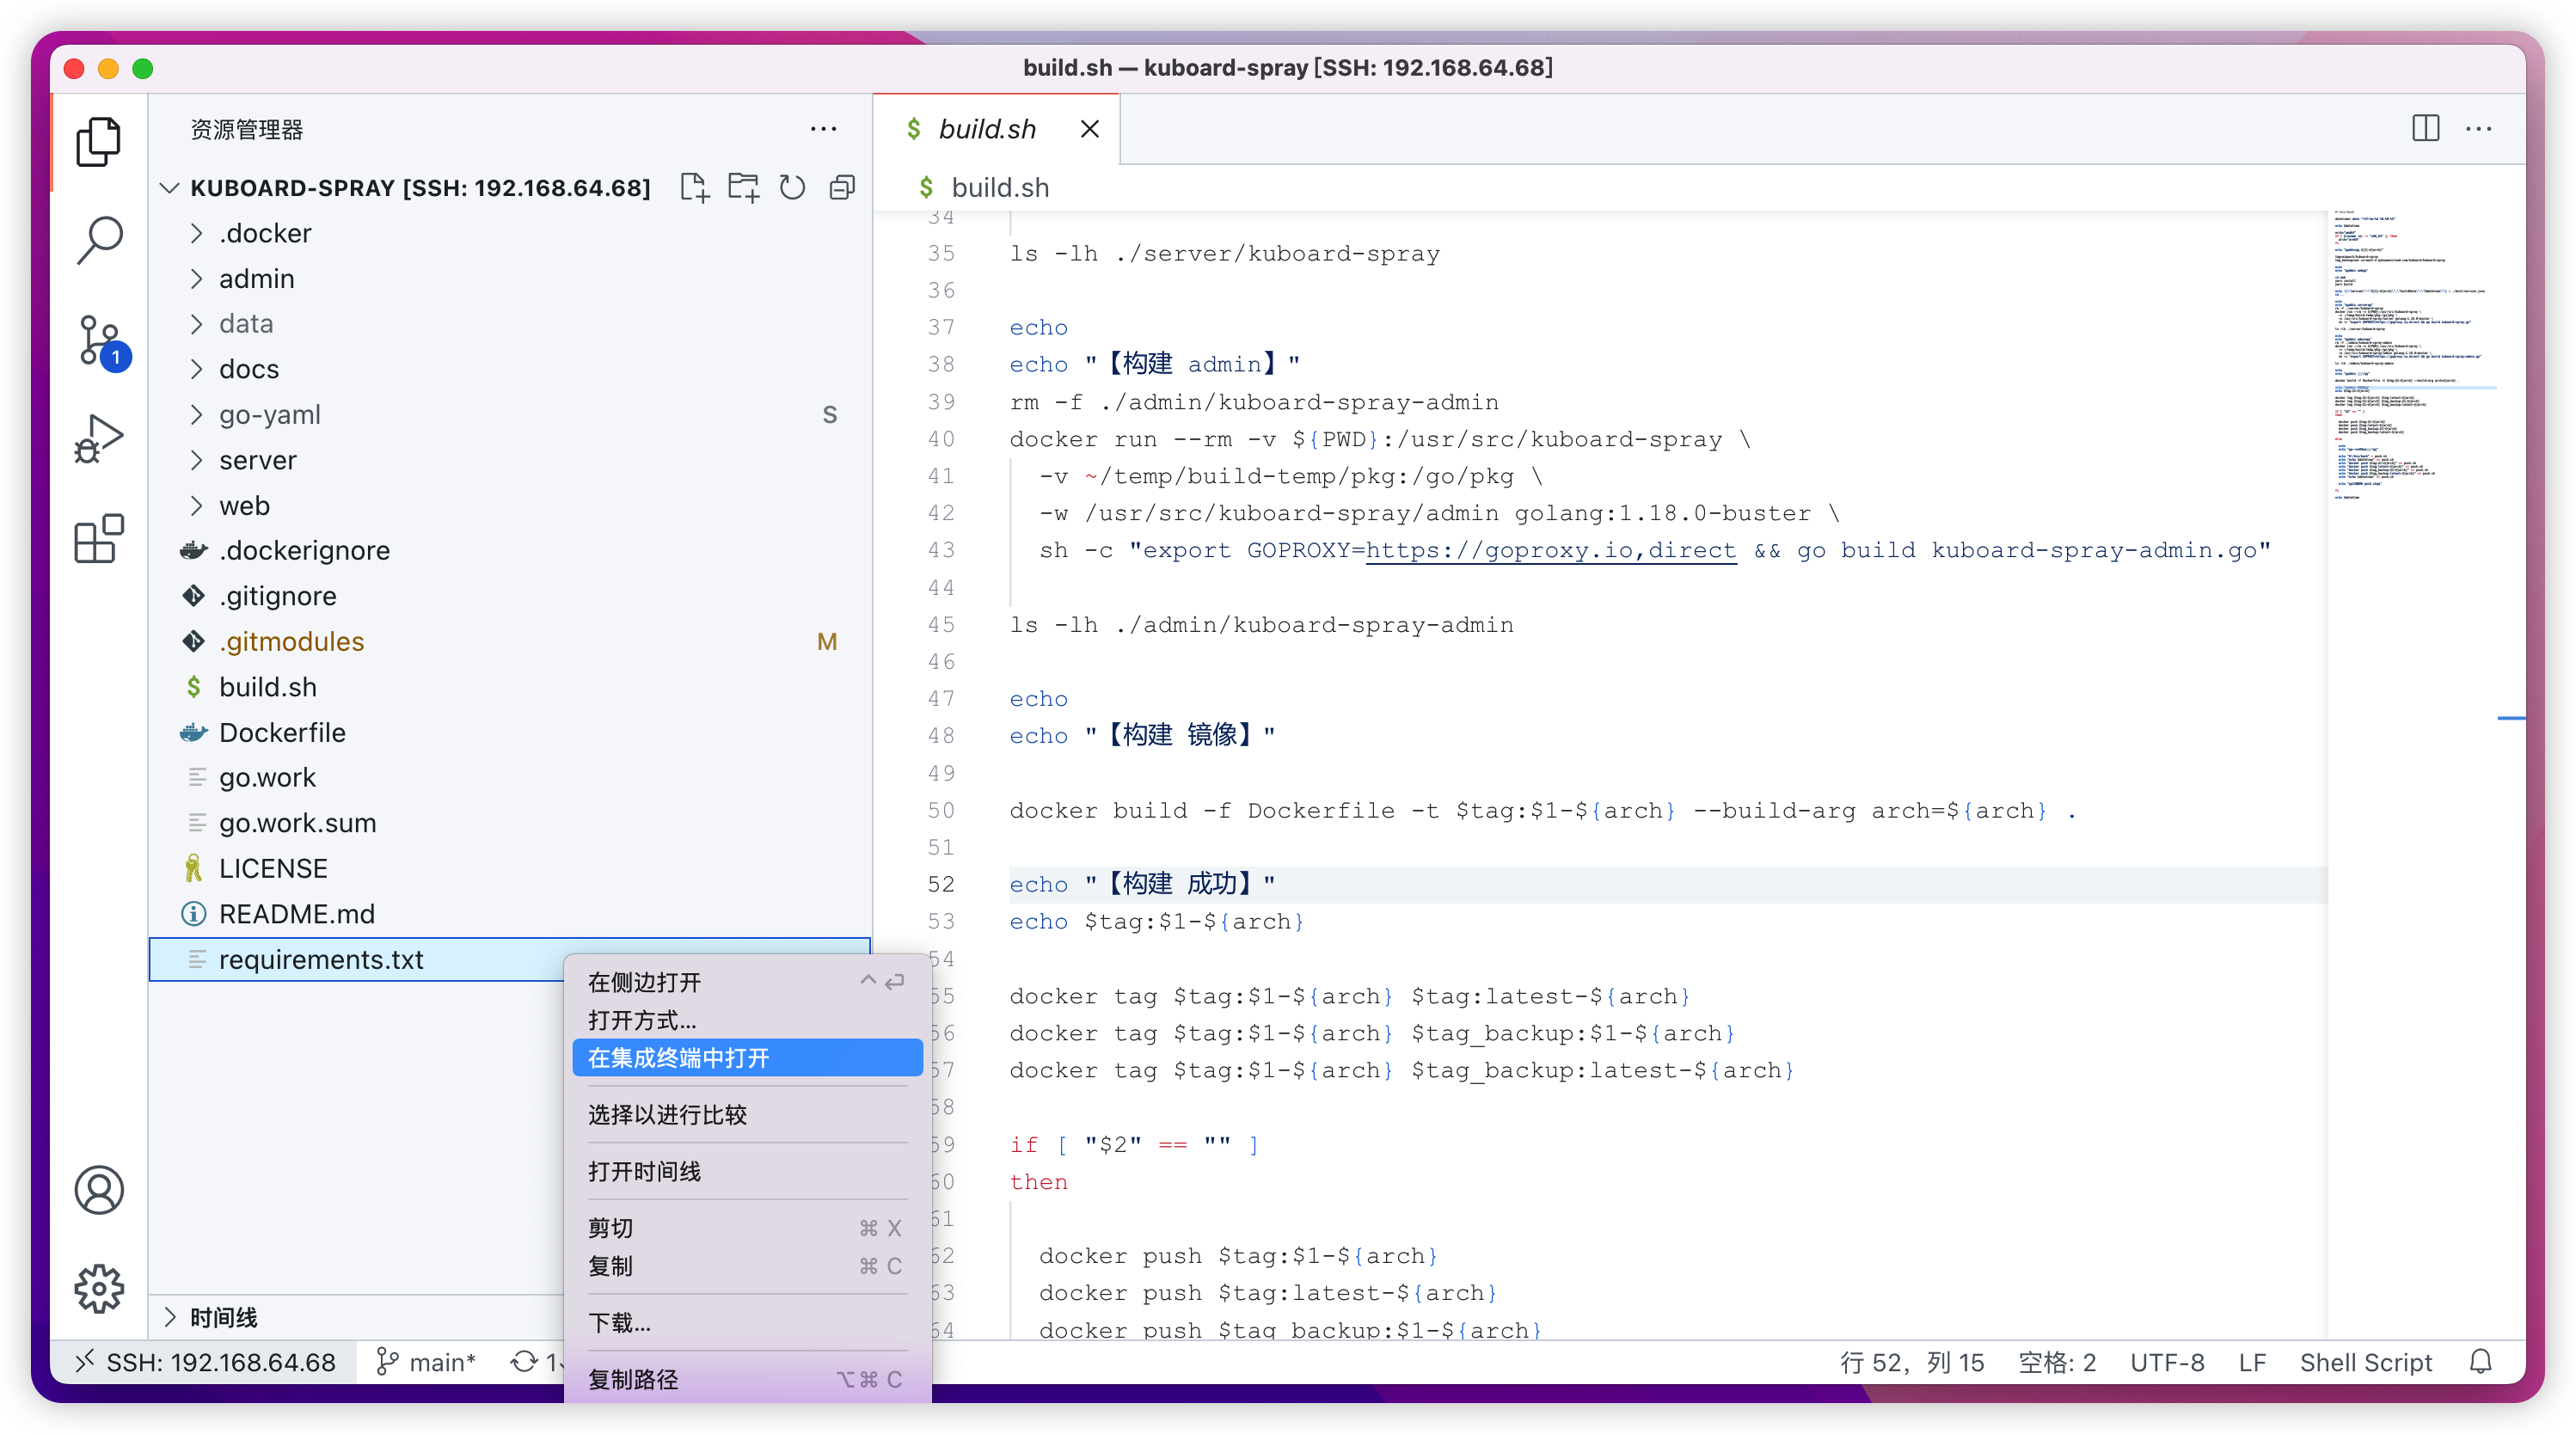 build.sh — kuboard-spray [SSH: 192.168.64.68]
资源管理器
KUBOARD-SPRAY [SSH: 192.168.64.68]
.docker
admin
data
docs
go-yaml S
server
web
.dockerignore
.gitignore
.gitmodules M
build.sh
Dockerfile
go.work
go.work.sum
LICENSE
README.md
requirements.txt
时间线
1
在侧边打开
打开方式...
在集成终端中打开
选择以进行比较
打开时间线
剪切 ⌘ X
复制 ⌘ C
下载...
复制路径 ⌥⌘ C
$ build.sh
$ build.sh
34
35 ls -lh ./server/kuboard-spray
36
37 echo
38 echo "【构建 admin】"
39 rm -f ./admin/kuboard-spray-admin
40 docker run --rm -v ${PWD}:/usr/src/kuboard-spray \
41 -v ~/temp/build-temp/pkg:/go/pkg \
42 -w /usr/src/kuboard-spray/admin golang:1.18.0-buster \
43 sh -c "export GOPROXY=https://goproxy.io,direct && go build kuboard-spray-admin.go"
44
45 ls -lh ./admin/kuboard-spray-admin
46
47 echo
48 echo "【构建 镜像】"
49
50 docker build -f Dockerfile -t $tag:$1-${arch} --build-arg arch=${arch} .
51
52 echo "【构建 成功】"
53 echo $tag:$1-${arch}
54
55 docker tag $tag:$1-${arch} $tag:latest-${arch}
56 docker tag $tag:$1-${arch} $tag_backup:$1-${arch}
57 docker tag $tag:$1-${arch} $tag_backup:latest-${arch}
58
59 if [ "$2" == "" ]
60 then
61
62 docker push $tag:$1-${arch}
63 docker push $tag:latest-${arch}
64 docker push $tag_backup:$1-${arch}
SSH: 192.168.64.68 main* 1
行 52，列 15 空格: 2 UTF-8 LF Shell Script